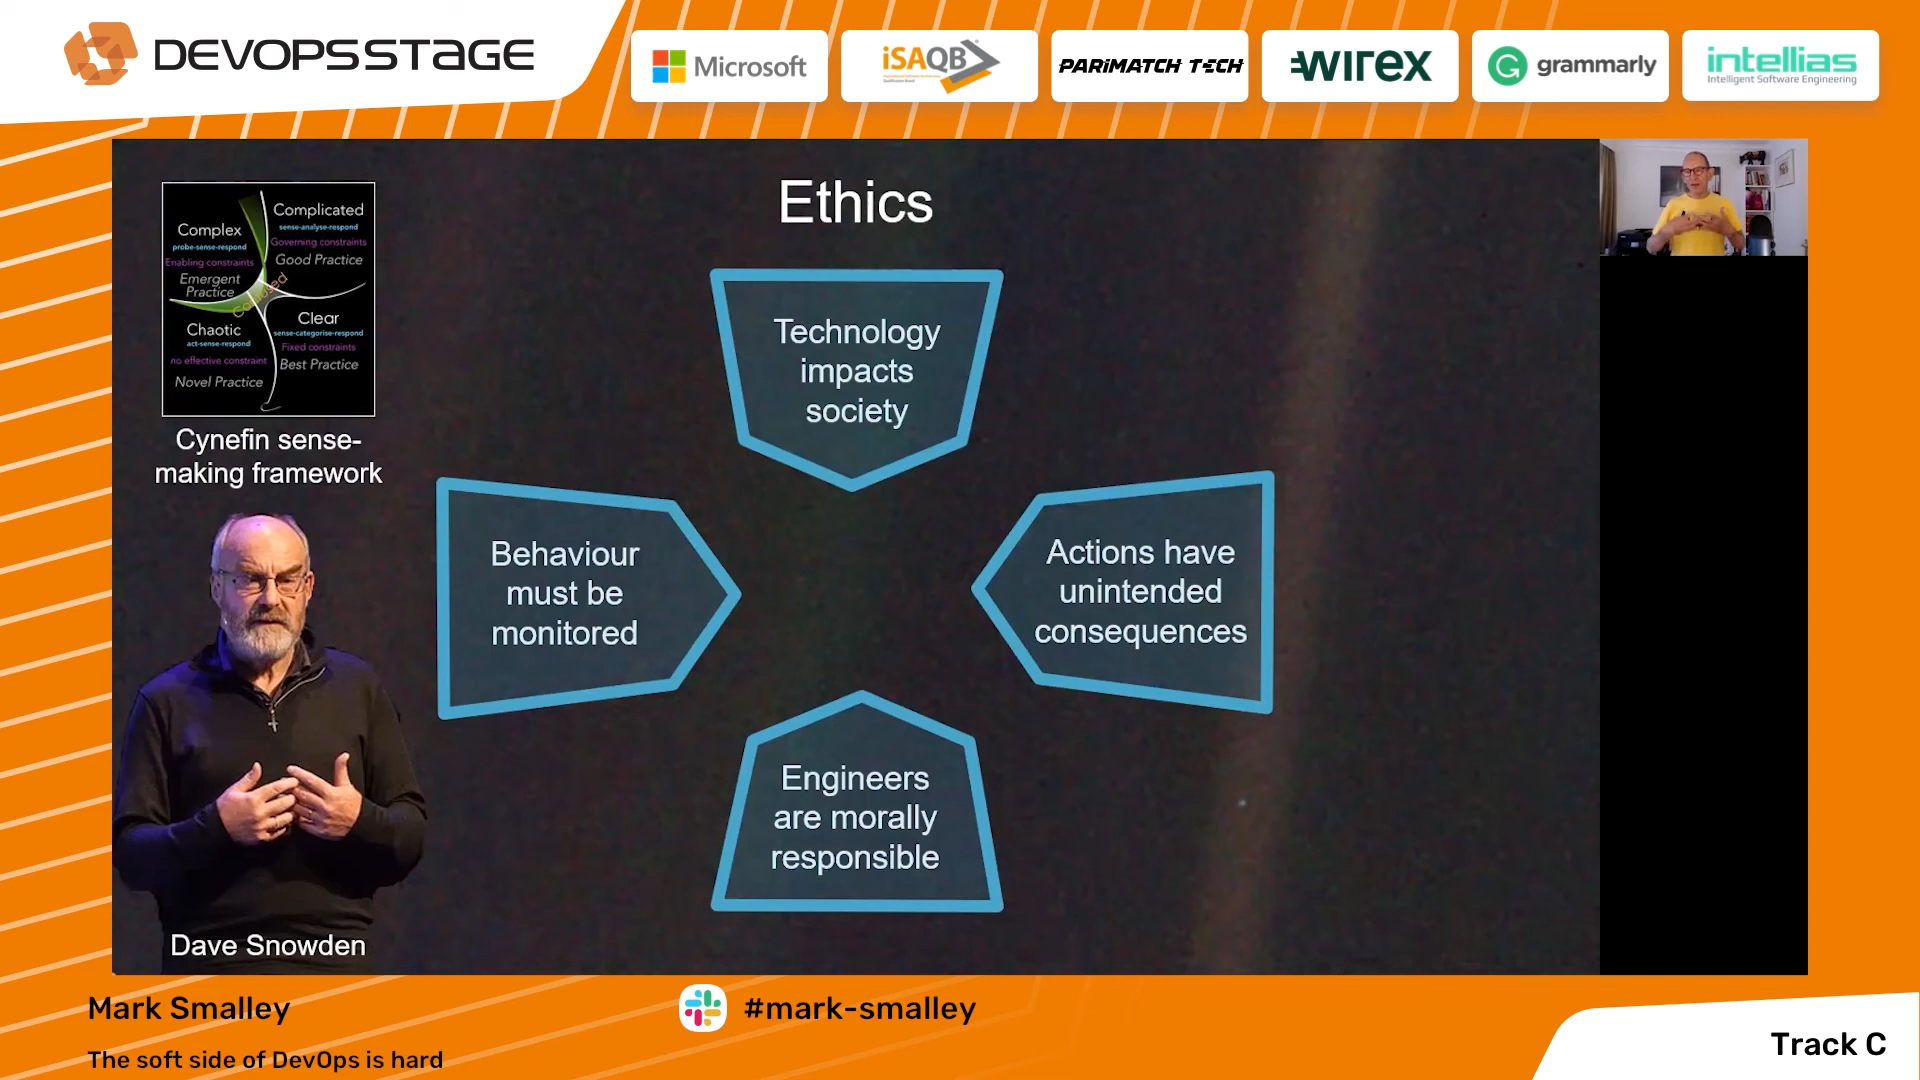 DEVOPSSTAGE
Microsoft
iSAQB
PARIMATCH TECH
WIREX
grammarly
intellias
Intelligent Software Engineering
Ethics
Complex
probe-sense-respond
Enabling constraints
Emergent
Practice
Complicated
sense-analyse-respond
Governing constraints
Good Practice
Confused
Chaotic
act-sense-respond
no effective constraint
Novel Practice
Clear
sense-categorise-respond
Fixed constraints
Best Practice
Cynefin sense-
making framework
Technology
impacts
society
Behaviour
must be
monitored
Actions have
unintended
consequences
Engineers
are morally
responsible
Dave Snowden
Mark Smalley
The soft side of DevOps is hard
#mark-smalley
Track C